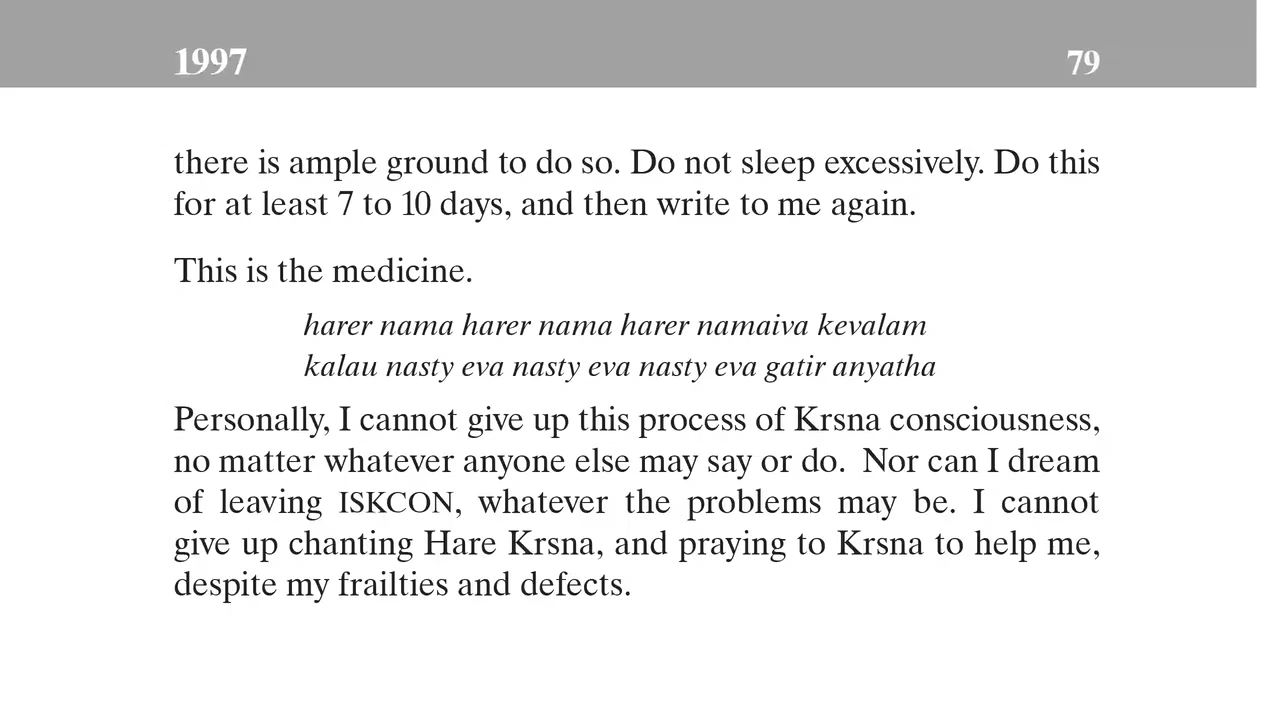 1997 79
there is ample ground to do so. Do not sleep excessively. Do this
for at least 7 to 10 days, and then write to me again.
This is the medicine.
harer nama harer nama harer namaiva kevalam
kalau nasty eva nasty eva nasty eva gatir anyatha
Personally, I cannot give up this process of Krsna consciousness,
no matter whatever anyone else may say or do. Nor can I dream
of leaving ISKCON, whatever the problems may be. I cannot
give up chanting Hare Krsna, and praying to Krsna to help me,
despite my frailties and defects.